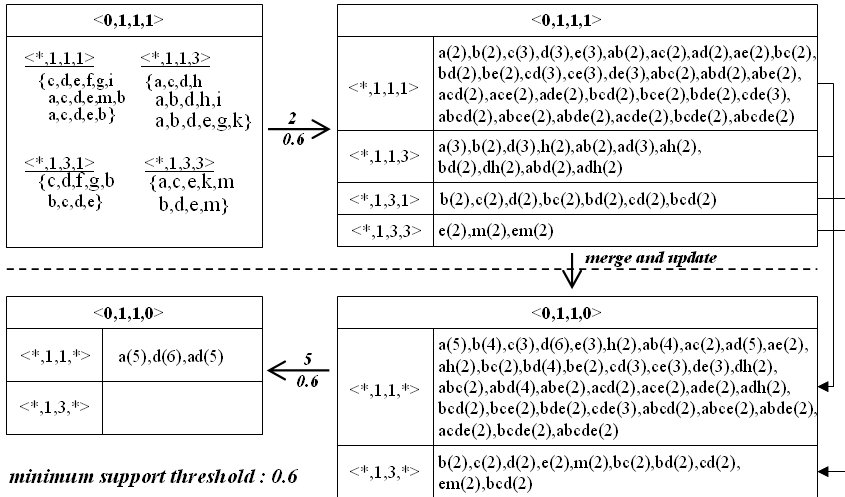 <0,1,1,1>
<*,1,1,1> <*,1,1,3>
{c,d,e,f,g,i {a,c,d,h
a,c,d,e,m,b a,b,d,h,i
a,c,d,e,b} a,b,d,e,g,k}
<*,1,3,1> <*,1,3,3>
{c,d,f,g,b {a,c,e,k,m
b,c,d,e} b,d,e,m}
2
0.6
<0,1,1,1>
<*,1,1,1>
a(2),b(2),c(3),d(3),e(3),ab(2),ac(2),ad(2),ae(2),bc(2),
bd(2),be(2),cd(3),ce(3),de(3),abc(2),abd(2),abe(2),
acd(2),ace(2),ade(2),bcd(2),bce(2),bde(2),cde(3),
abcd(2),abce(2),abde(2),acde(2),bcde(2),abcde(2)
<*,1,1,3>
a(3),b(2),d(3),h(2),ab(2),ad(3),ah(2),
bd(2),dh(2),abd(2),adh(2)
<*,1,3,1> b(2),c(2),d(2),bc(2),bd(2),cd(2),bcd(2)
<*,1,3,3> e(2),m(2),em(2)
merge and update
<0,1,1,0>
<*,1,1,*> a(5),d(6),ad(5)
<*,1,3,*>
5
0.6
<0,1,1,0>
<*,1,1,*>
a(5),b(4),c(3),d(6),e(3),h(2),ab(4),ac(2),ad(5),ae(2),
ah(2),bc(2),bd(4),be(2),cd(3),ce(3),de(3),dh(2),
abc(2),abd(4),abe(2),acd(2),ace(2),ade(2),adh(2),
bcd(2),bce(2),bde(2),cde(3),abcd(2),abce(2),abde(2),
acde(2),bcde(2),abcde(2)
<*,1,3,*>
b(2),c(2),d(2),e(2),m(2),bc(2),bd(2),cd(2),
em(2),bcd(2)
minimum support threshold : 0.6